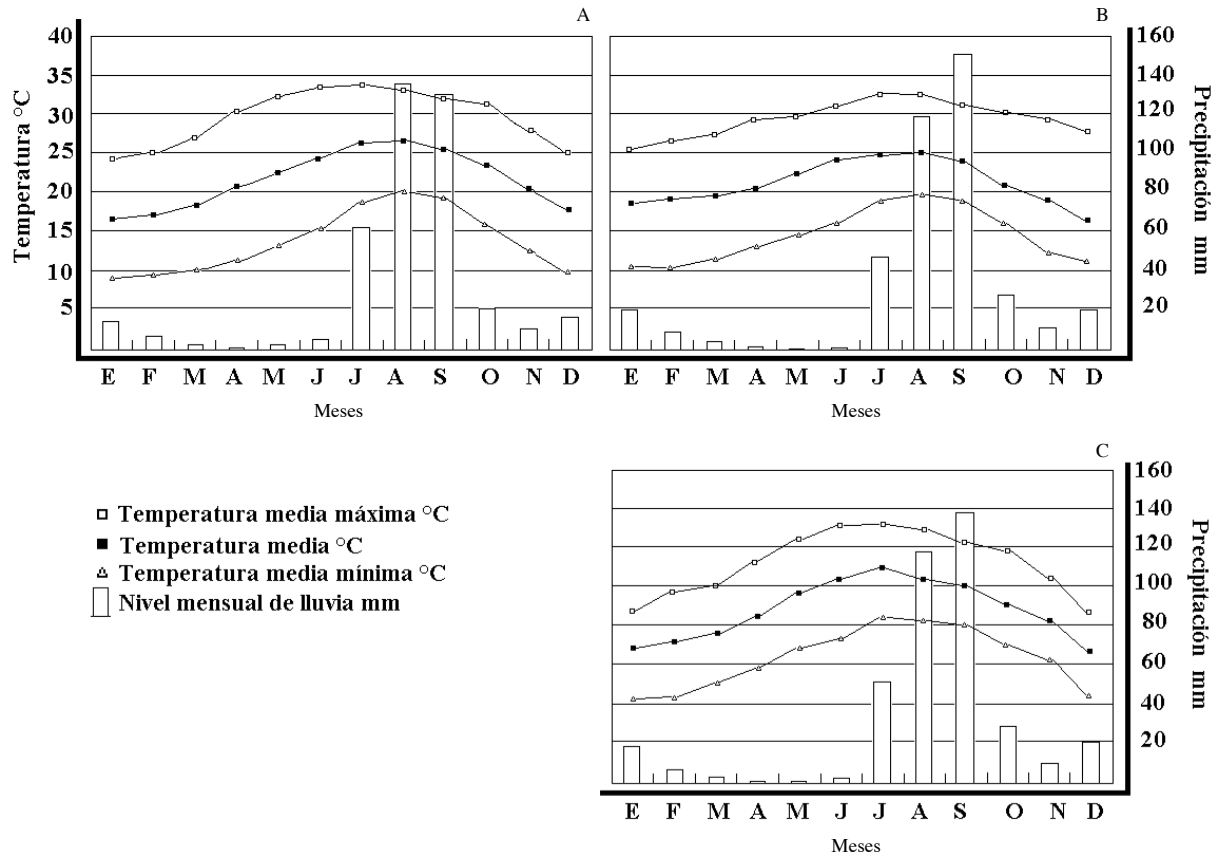 A
40
35
30
25
20
15
10
5
Temperatura °C
E F M A M J J A S O N D
Meses
B
160
140
120
100
80
60
40
20
Precipitación mm
E F M A M J J A S O N D
Meses
Temperatura media máxima °C
Temperatura media °C
Temperatura media mínima °C
Nivel mensual de lluvia mm
C
160
140
120
100
80
60
40
20
Precipitación mm
E F M A M J J A S O N D
Meses